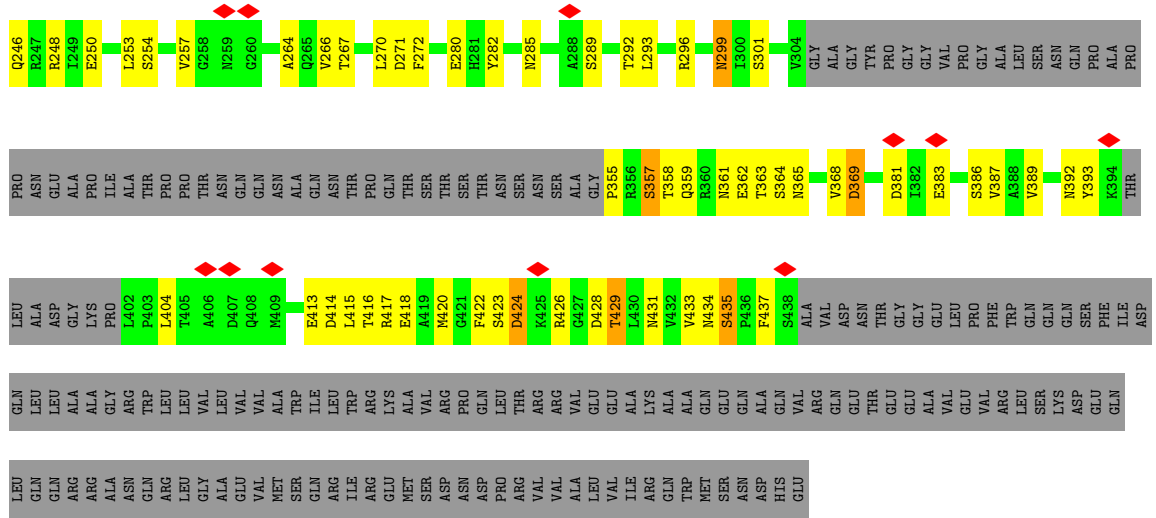 Q246 R247 R248 I249 E250 L253 S254 V257 G258 N259 G260 A264 Q265 V266 T267 L270 D271 F272 E280 H281 Y282 N285 A288 S289 T292 L293 R296 N299 I300 S301 V304 GLY ALA GLY TYR PRO GLY GLY VAL PRO GLY ALA LEU SER ASN GLN PRO ALA PRO
PRO ASN GLU ALA PRO ILE ALA THR PRO PRO THR ASN GLN GLN ASN ALA GLN ASN THR PRO GLN THR SER THR SER THR ASN SER ASN SER ALA GLY P355 R356 S357 T358 Q359 R360 N361 E362 T363 S364 N365 V368 D369 D381 I382 E383 S386 V387 A388 V389 N392 Y393 K394 THR
LEU ALA ASP GLY LYS PRO L402 P403 L404 T405 A406 D407 Q408 M409 E413 D414 L415 T416 R417 E418 A419 M420 G421 F422 S423 D424 K425 R426 G427 D428 T429 L430 N431 V432 V433 N434 S435 P436 F437 S438 ALA VAL ASP ASN THR GLY GLY GLU LEU PRO PHE TRP GLN GLN GLN SER PHE ILE ASP
GLN LEU LEU ALA ALA GLY ARG TRP LEU LEU VAL LEU VAL VAL ALA TRP ILE LEU TRP ARG LYS ALA VAL ARG PRO GLN LEU THR ARG ARG VAL GLU GLU ALA LYS ALA ALA GLN GLU GLN ALA GLN VAL ARG GLN GLU THR GLU GLU ALA VAL GLU VAL ARG LEU SER LYS ASP GLU GLN
LEU GLN GLN ARG ARG ALA ASN GLN ARG LEU GLY ALA GLU VAL MET SER GLN ARG ILE ARG GLU MET SER ASP ASN ASP PRO ARG VAL VAL ALA LEU VAL ILE ARG GLN TRP MET SER ASN ASP HIS GLU